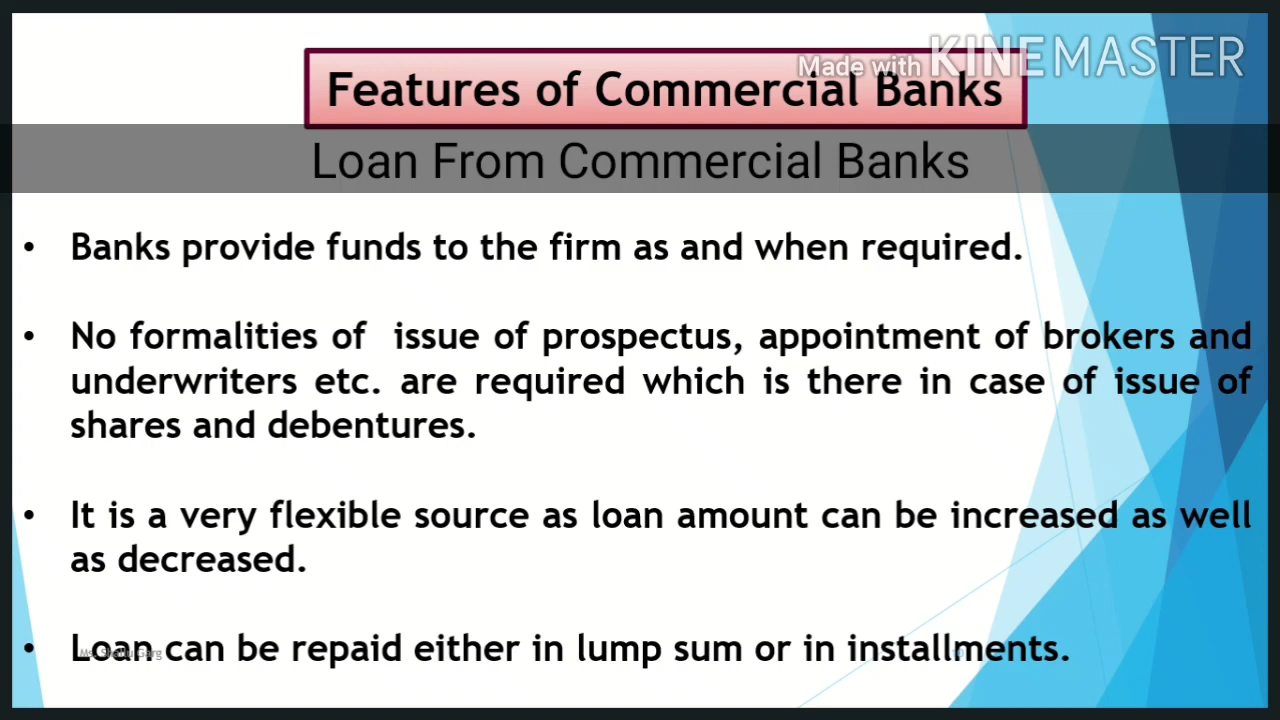 Made with KINEMASTER
Features of Commercial Banks
Loan From Commercial Banks
• Banks provide funds to the firm as and when required.
• No formalities of issue of prospectus, appointment of brokers and
underwriters etc. are required which is there in case of issue of
shares and debentures.
• It is a very flexible source as loan amount can be increased as well
as decreased.
• Loan can be repaid either in lump sum or in installments.
Ms. Garg